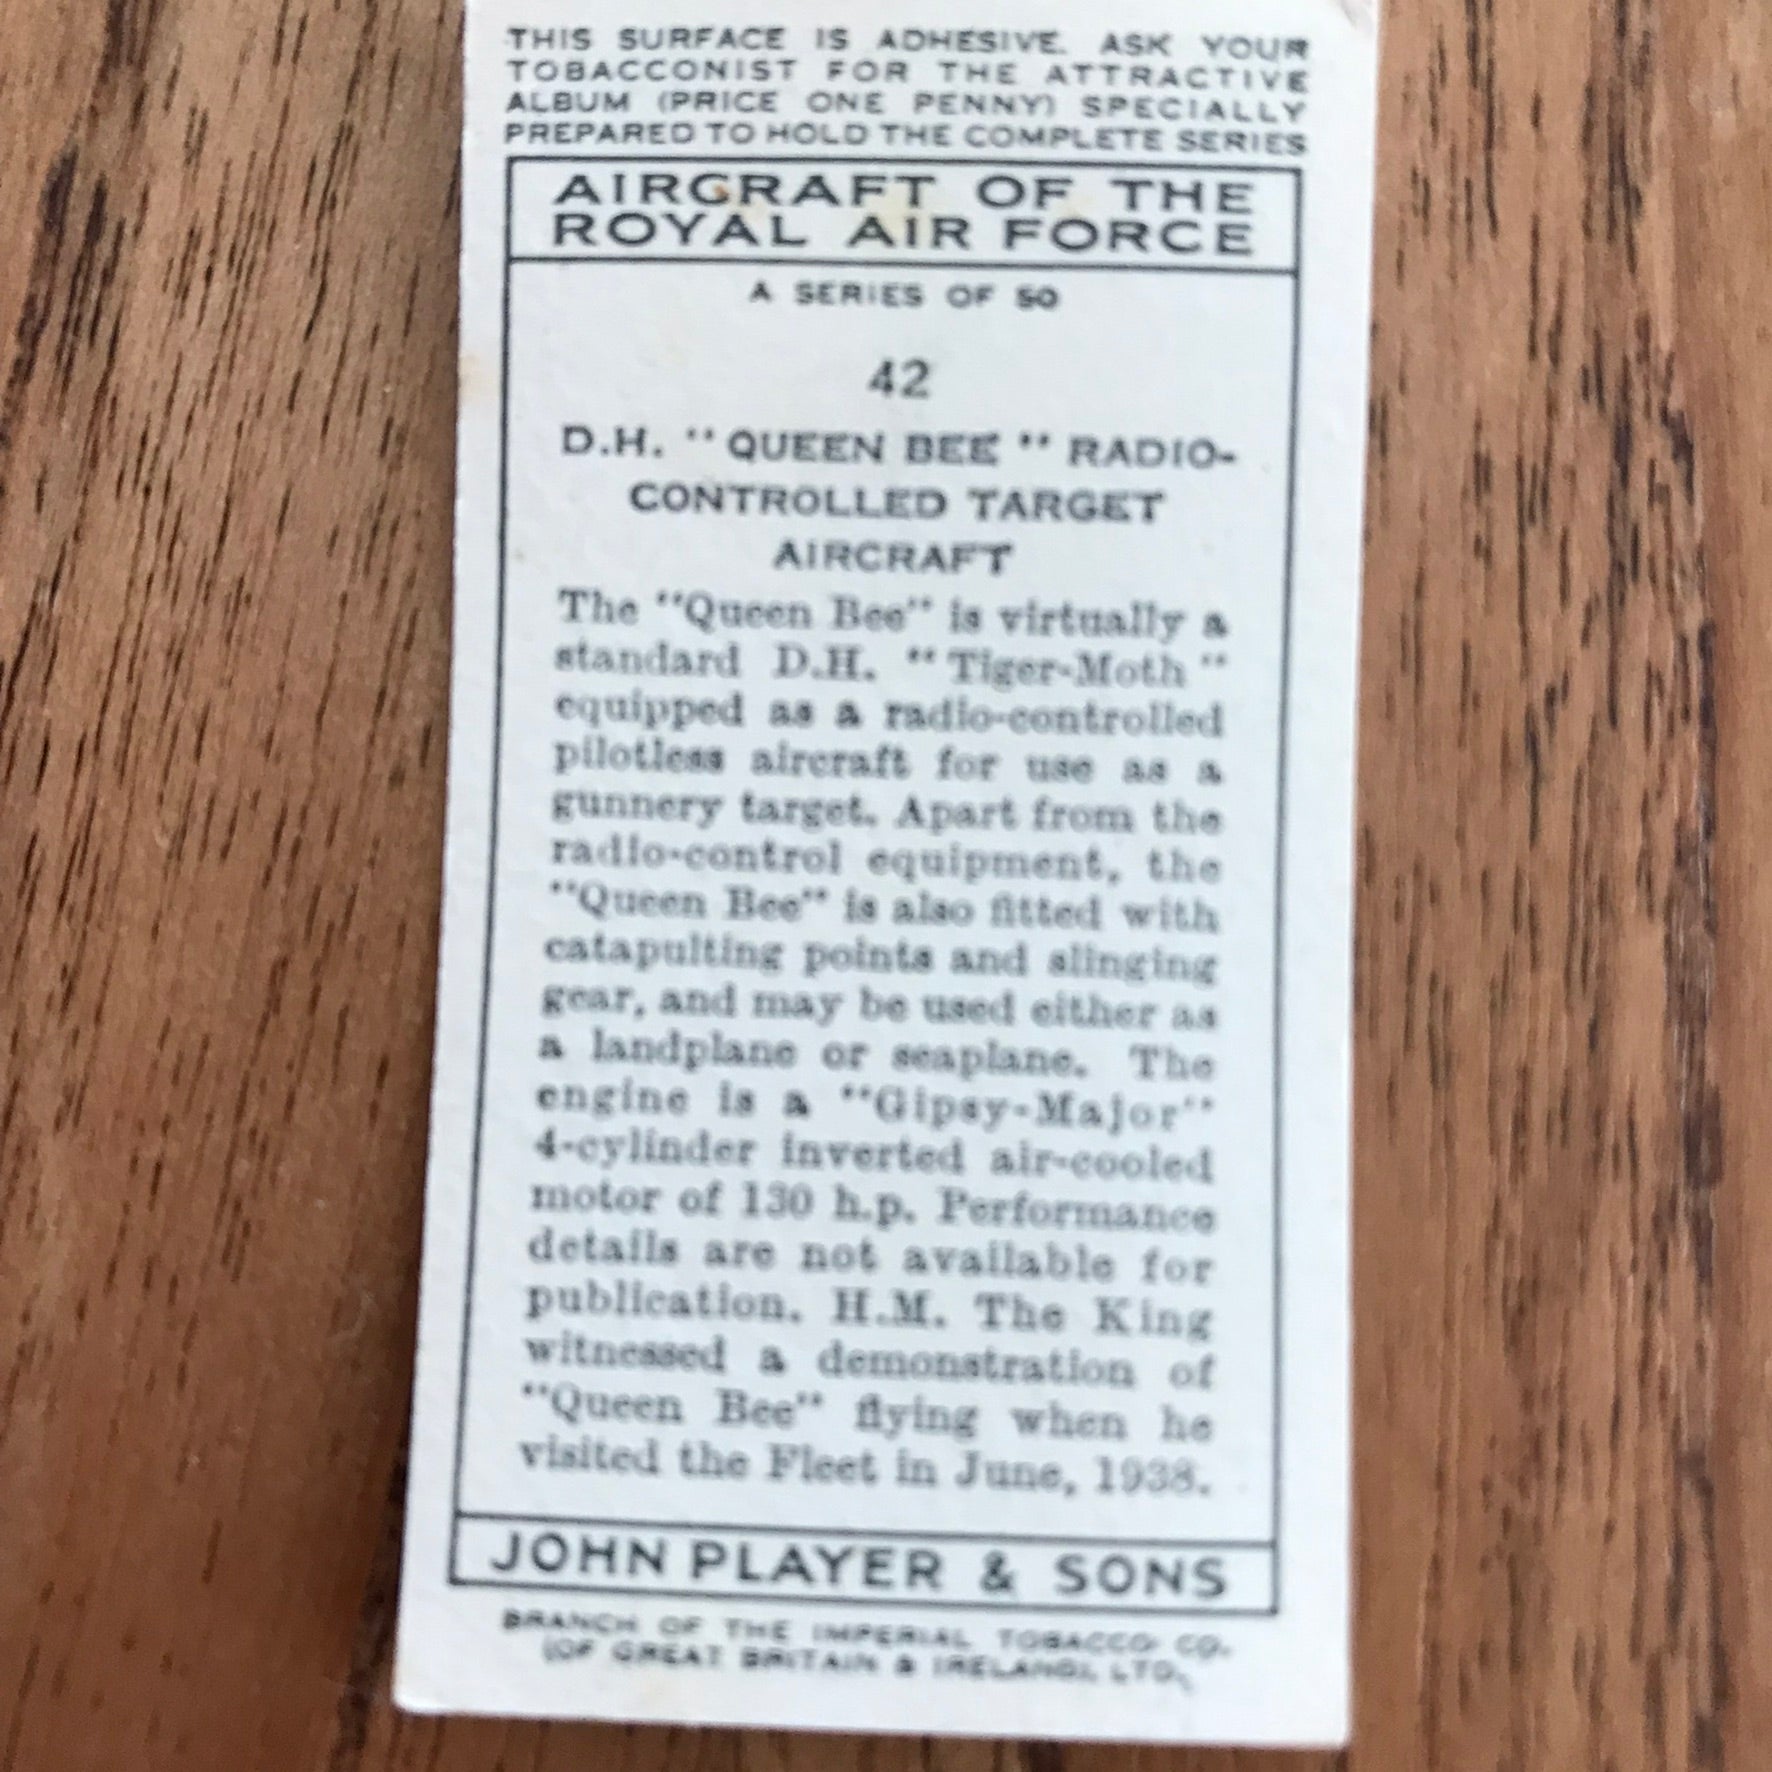 THIS SURFACE IS ADHESIVE. ASK YOUR
TOBACCONIST FOR THE ATTRACTIVE
ALBUM (PRICE ONE PENNY) SPECIALLY
PREPARED TO HOLD THE COMPLETE SERIES
AIRCRAFT OF THE
ROYAL AIR FORCE
A SERIES OF 50
42
D.H. "QUEEN BEE" RADIO-
CONTROLLED TARGET
AIRCRAFT
The "Queen Bee" is virtually a
standard D.H. "Tiger-Moth"
equipped as a radio-controlled
pilotless aircraft for use as a
gunnery target. Apart from the
radio-control equipment, the
"Queen Bee" is also fitted with
catapulting points and slinging
gear, and may be used either as
a landplane or seaplane. The
engine is a "Gipsy-Major"
4-cylinder inverted air-cooled
motor of 130 h.p. Performance
details are not available for
publication. H.M. The King
witnessed a demonstration of
"Queen Bee" flying when he
visited the Fleet in June, 1938.
JOHN PLAYER & SONS
BRANCH OF THE IMPERIAL TOBACCO CO.
(OF GREAT BRITAIN & IRELAND), LTD.